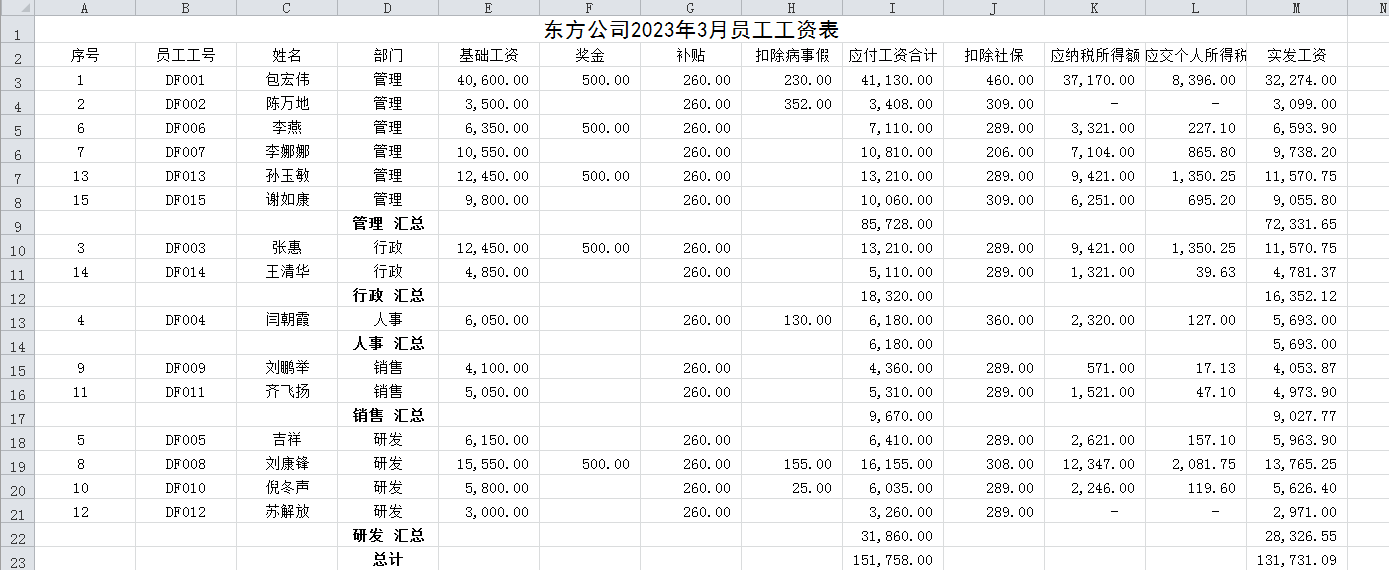 A B C D E F G H I J K L M N
1 东方公司2023年3月员工工资表
2 序号 员工工号 姓名 部门 基础工资 奖金 补贴 扣除病事假 应付工资合计 扣除社保 应纳税所得额 应交个人所得税 实发工资
3 1 DF001 包宏伟 管理 40,600.00 500.00 260.00 230.00 41,130.00 460.00 37,170.00 8,396.00 32,274.00
4 2 DF002 陈万地 管理 3,500.00 260.00 352.00 3,408.00 309.00 - - 3,099.00
5 6 DF006 李燕 管理 6,350.00 500.00 260.00 7,110.00 289.00 3,321.00 227.10 6,593.90
6 7 DF007 李娜娜 管理 10,550.00 260.00 10,810.00 206.00 7,104.00 865.80 9,738.20
7 13 DF013 孙玉敏 管理 12,450.00 500.00 260.00 13,210.00 289.00 9,421.00 1,350.25 11,570.75
8 15 DF015 谢如康 管理 9,800.00 260.00 10,060.00 309.00 6,251.00 695.20 9,055.80
9 管理 汇总 85,728.00 72,331.65
10 3 DF003 张惠 行政 12,450.00 500.00 260.00 13,210.00 289.00 9,421.00 1,350.25 11,570.75
11 14 DF014 王清华 行政 4,850.00 260.00 5,110.00 289.00 1,321.00 39.63 4,781.37
12 行政 汇总 18,320.00 16,352.12
13 4 DF004 闫朝霞 人事 6,050.00 260.00 130.00 6,180.00 360.00 2,320.00 127.00 5,693.00
14 人事 汇总 6,180.00 5,693.00
15 9 DF009 刘鹏举 销售 4,100.00 260.00 4,360.00 289.00 571.00 17.13 4,053.87
16 11 DF011 齐飞扬 销售 5,050.00 260.00 5,310.00 289.00 1,521.00 47.10 4,973.90
17 销售 汇总 9,670.00 9,027.77
18 5 DF005 吉祥 研发 6,150.00 260.00 6,410.00 289.00 2,621.00 157.10 5,963.90
19 8 DF008 刘康锋 研发 15,550.00 500.00 260.00 155.00 16,155.00 308.00 12,347.00 2,081.75 13,765.25
20 10 DF010 倪冬声 研发 5,800.00 260.00 25.00 6,035.00 289.00 2,246.00 119.60 5,626.40
21 12 DF012 苏解放 研发 3,000.00 260.00 3,260.00 289.00 - - 2,971.00
22 研发 汇总 31,860.00 28,326.55
23 总计 151,758.00 131,731.09